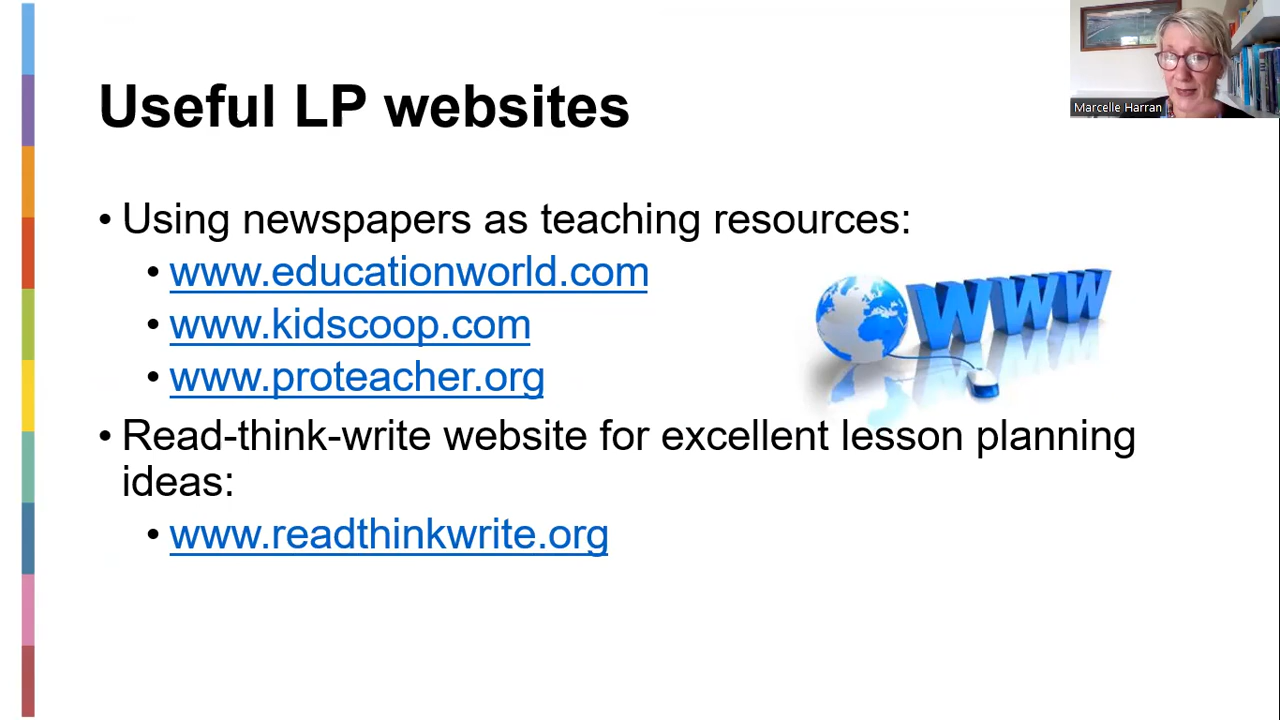 Useful LP websites
Marcelle Harran
• Using newspapers as teaching resources:
• www.educationworld.com
• www.kidscoop.com
• www.proteacher.org
WWW
• Read-think-write website for excellent lesson planning
ideas:
• www.readthinkwrite.org